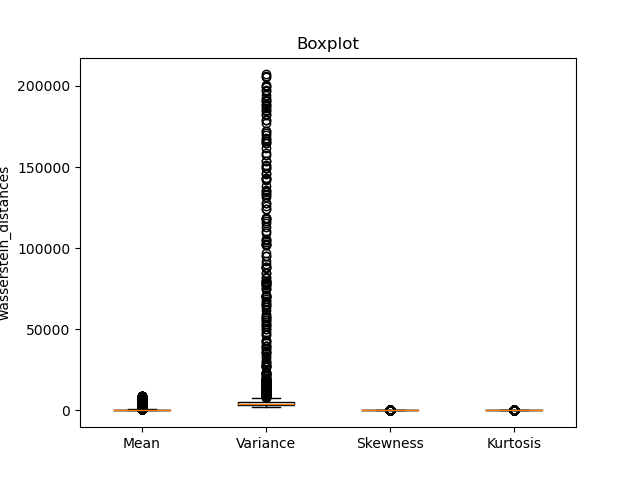 Boxplot
200000
150000
100000
50000
0
wasserstein_distances
Mean Variance Skewness Kurtosis